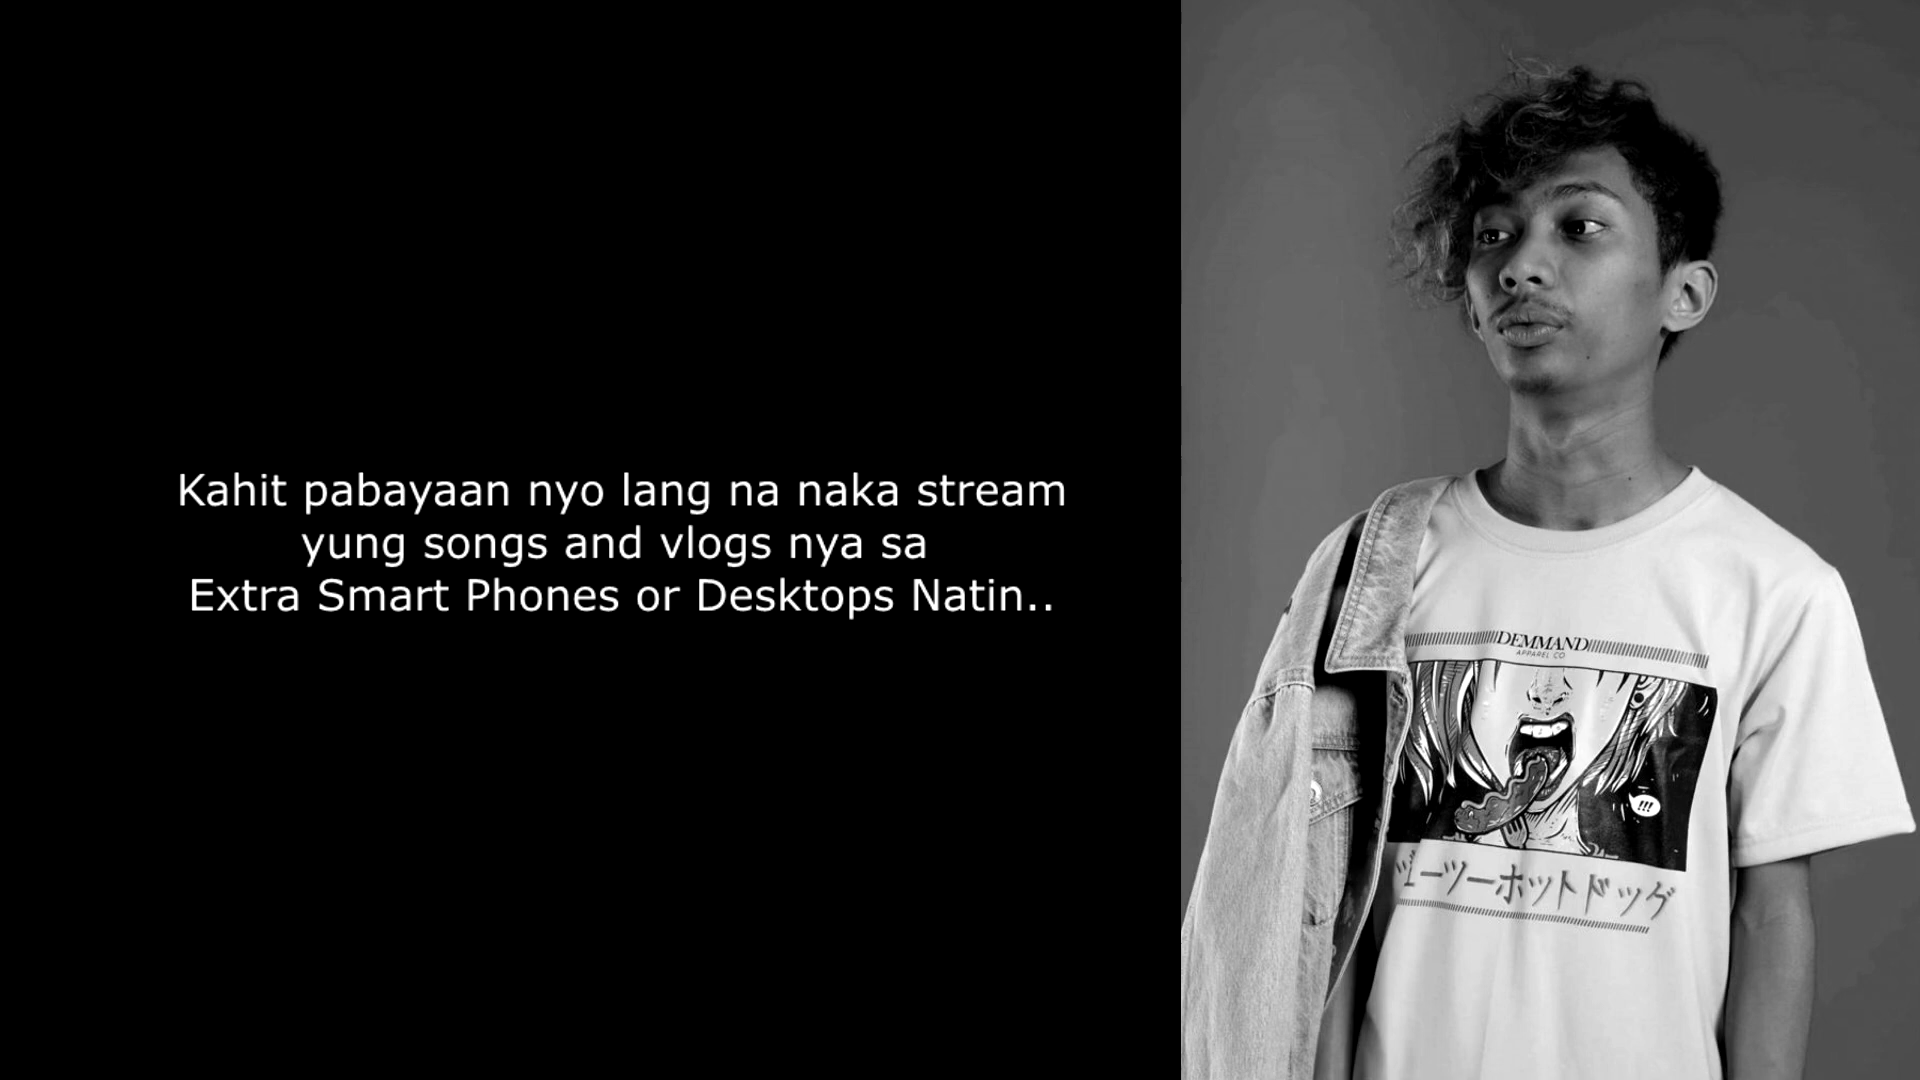 Kahit pabayaan nyo lang na naka stream
yung songs and vlogs nya sa
Extra Smart Phones or Desktops Natin..
DEMMAND
APPAREL CO
!!!
ーツーホットドッグ